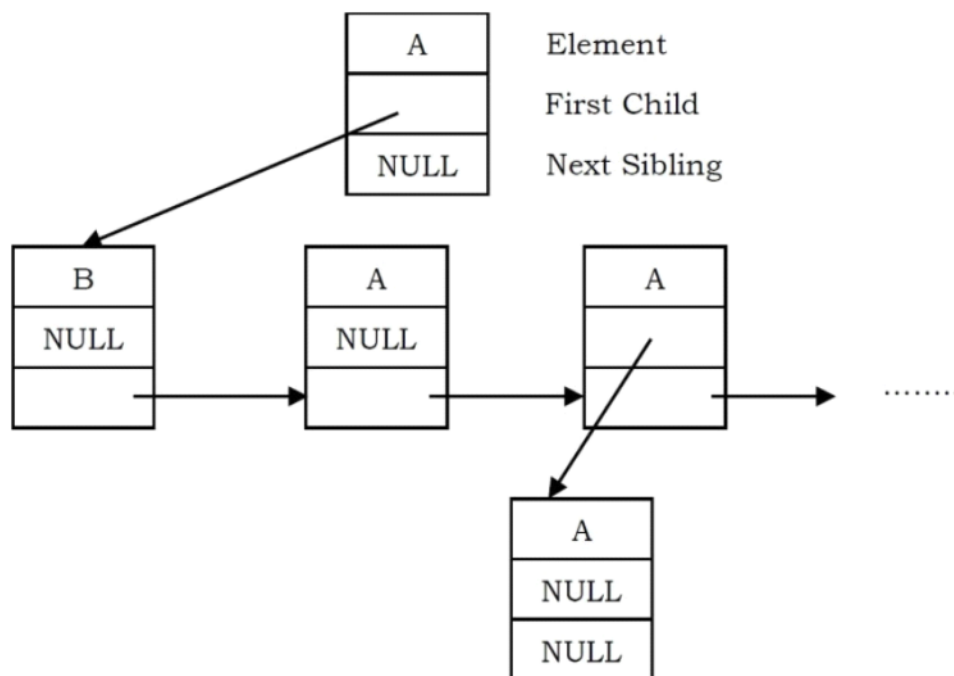 A Element
First Child
NULL Next Sibling
B A A
NULL NULL
........
A
NULL
NULL